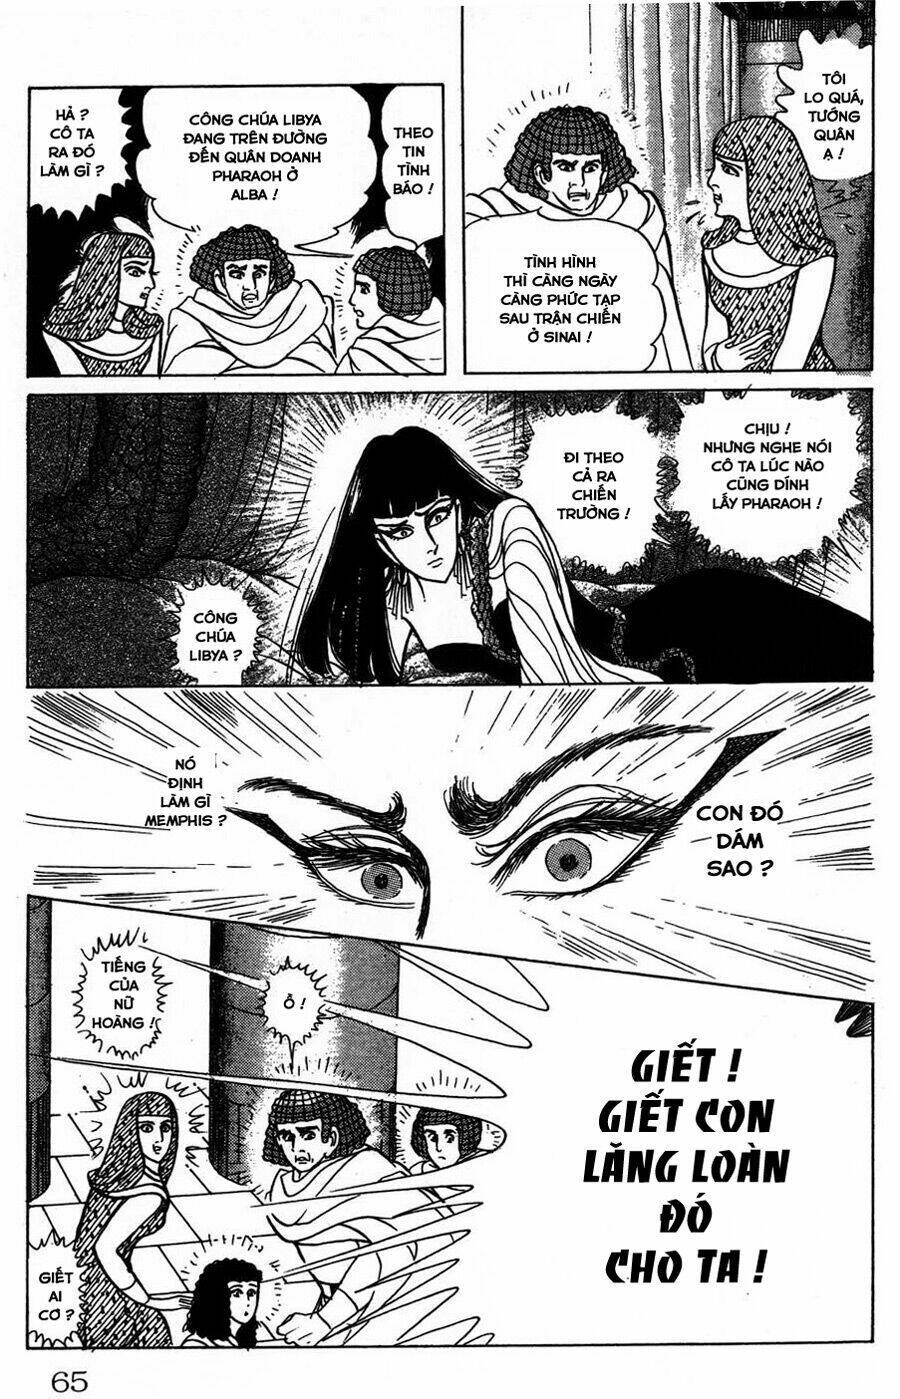 TÔI
LO QUÁ,
TƯỚNG
QUÂN
Ạ !
TÌNH HÌNH
THÌ CÀNG NGÀY
CÀNG PHỨC TẠP
SAU TRẬN CHIẾN
Ở SINAI !
THEO
TIN
TÌNH
BÁO !
CÔNG CHÚA LIBYA
ĐANG TRÊN ĐƯỜNG
ĐẾN QUÂN DOANH
PHARAOH Ở
ALBA !
HẢ ?
CÔ TA
RA ĐÓ
LÀM GÌ ?
CHỊU !
NHƯNG NGHE NÓI
CÔ TA LÚC NÀO
CŨNG DÍNH
LẤY PHARAOH !
ĐI THEO
CẢ RA
CHIẾN
TRƯỜNG !
CÔNG
CHÚA
LIBYA ?
CON ĐÓ
DÁM
SAO ?
NÓ
ĐỊNH
LÀM GÌ
MEMPHIS ?
GIẾT !
GIẾT CON
LĂNG LOÀN
ĐÓ
CHO TA !
Ồ !
TIẾNG
CỦA
NỮ
HOÀNG !
GIẾT
AI
CƠ ?
65